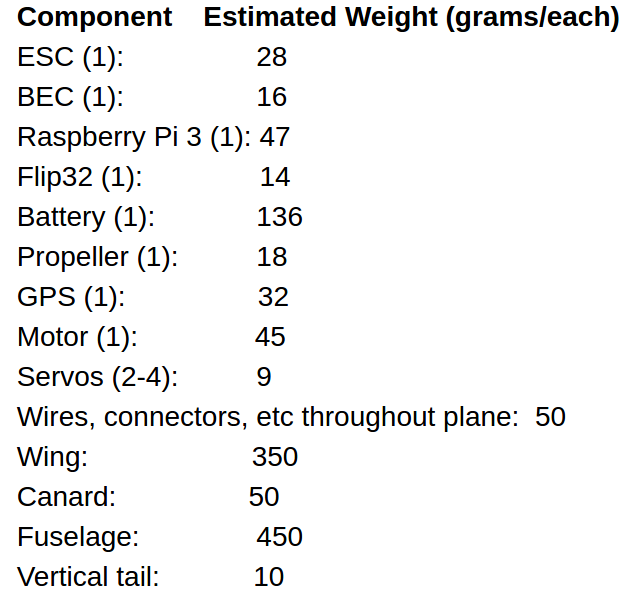 Component Estimated Weight (grams/each)
ESC (1): 28
BEC (1): 16
Raspberry Pi 3 (1): 47
Flip32 (1): 14
Battery (1): 136
Propeller (1): 18
GPS (1): 32
Motor (1): 45
Servos (2-4): 9
Wires, connectors, etc throughout plane: 50
Wing: 350
Canard: 50
Fuselage: 450
Vertical tail: 10